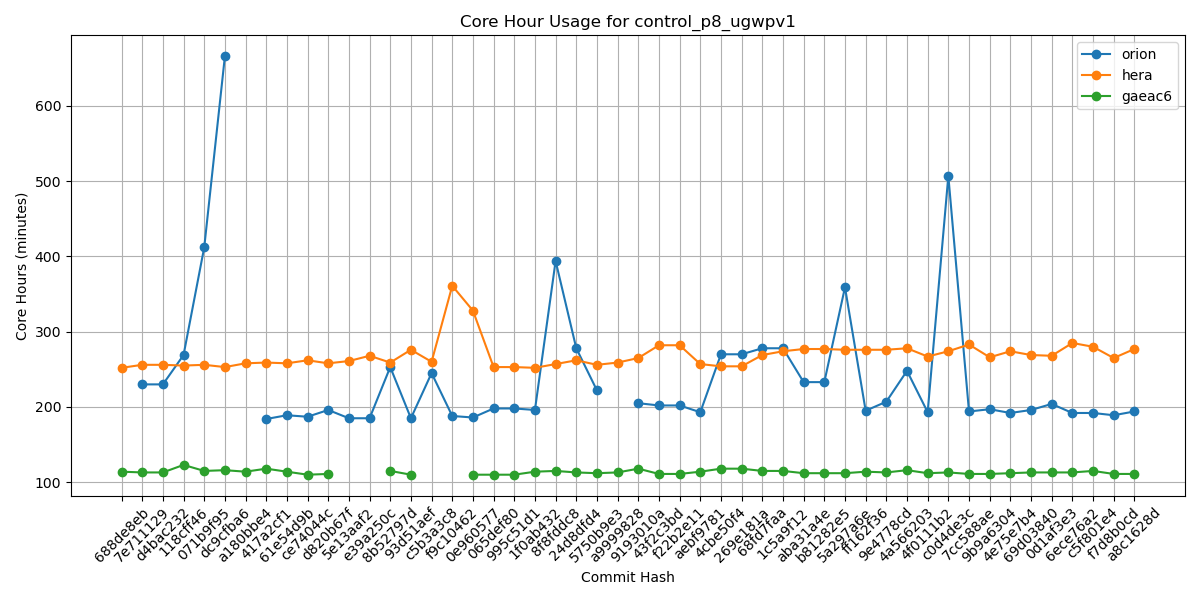 Core Hour Usage for control_p8_ugwpv1
orion
hera
gaeac6
Core Hours (minutes)
600
500
400
300
200
100
688de8eb
7e711129
d4bac232
118cff46
071b9f95
dc9cfba6
a180bbe4
417a2cf1
61e54d9b
ce74044c
d820b67f
5e13aaf2
e39a250c
8b52797d
93d51aef
c5b3a3c8
f9c10462
0e960577
065def80
995c51d1
1f0ab432
8f8fdfdc8
24d8dfd4
5750b9e3
a9999828
9193010a
43f253bd
f22b2e11
aebf9781
4cbe50f4
269e181a
68fd7faa
1c5a9f12
aba31a4e
b81282e5
5a297a6e
ff162f36
9e4778cd
4a566203
4f0111b2
c0d4de3c
7cc588ae
9b9a6304
4e75e7b4
69d03840
0d1af3e3
6ece76a2
c5f801e4
f7d8b0cd
a8c1628d
Commit Hash